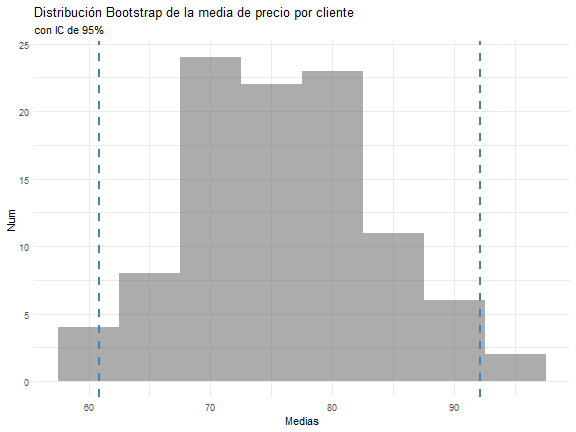 Distribución Bootstrap de la media de precio por cliente
con IC de 95%
25
20
15
10
5
0
Num
60 70 80 90
Medias